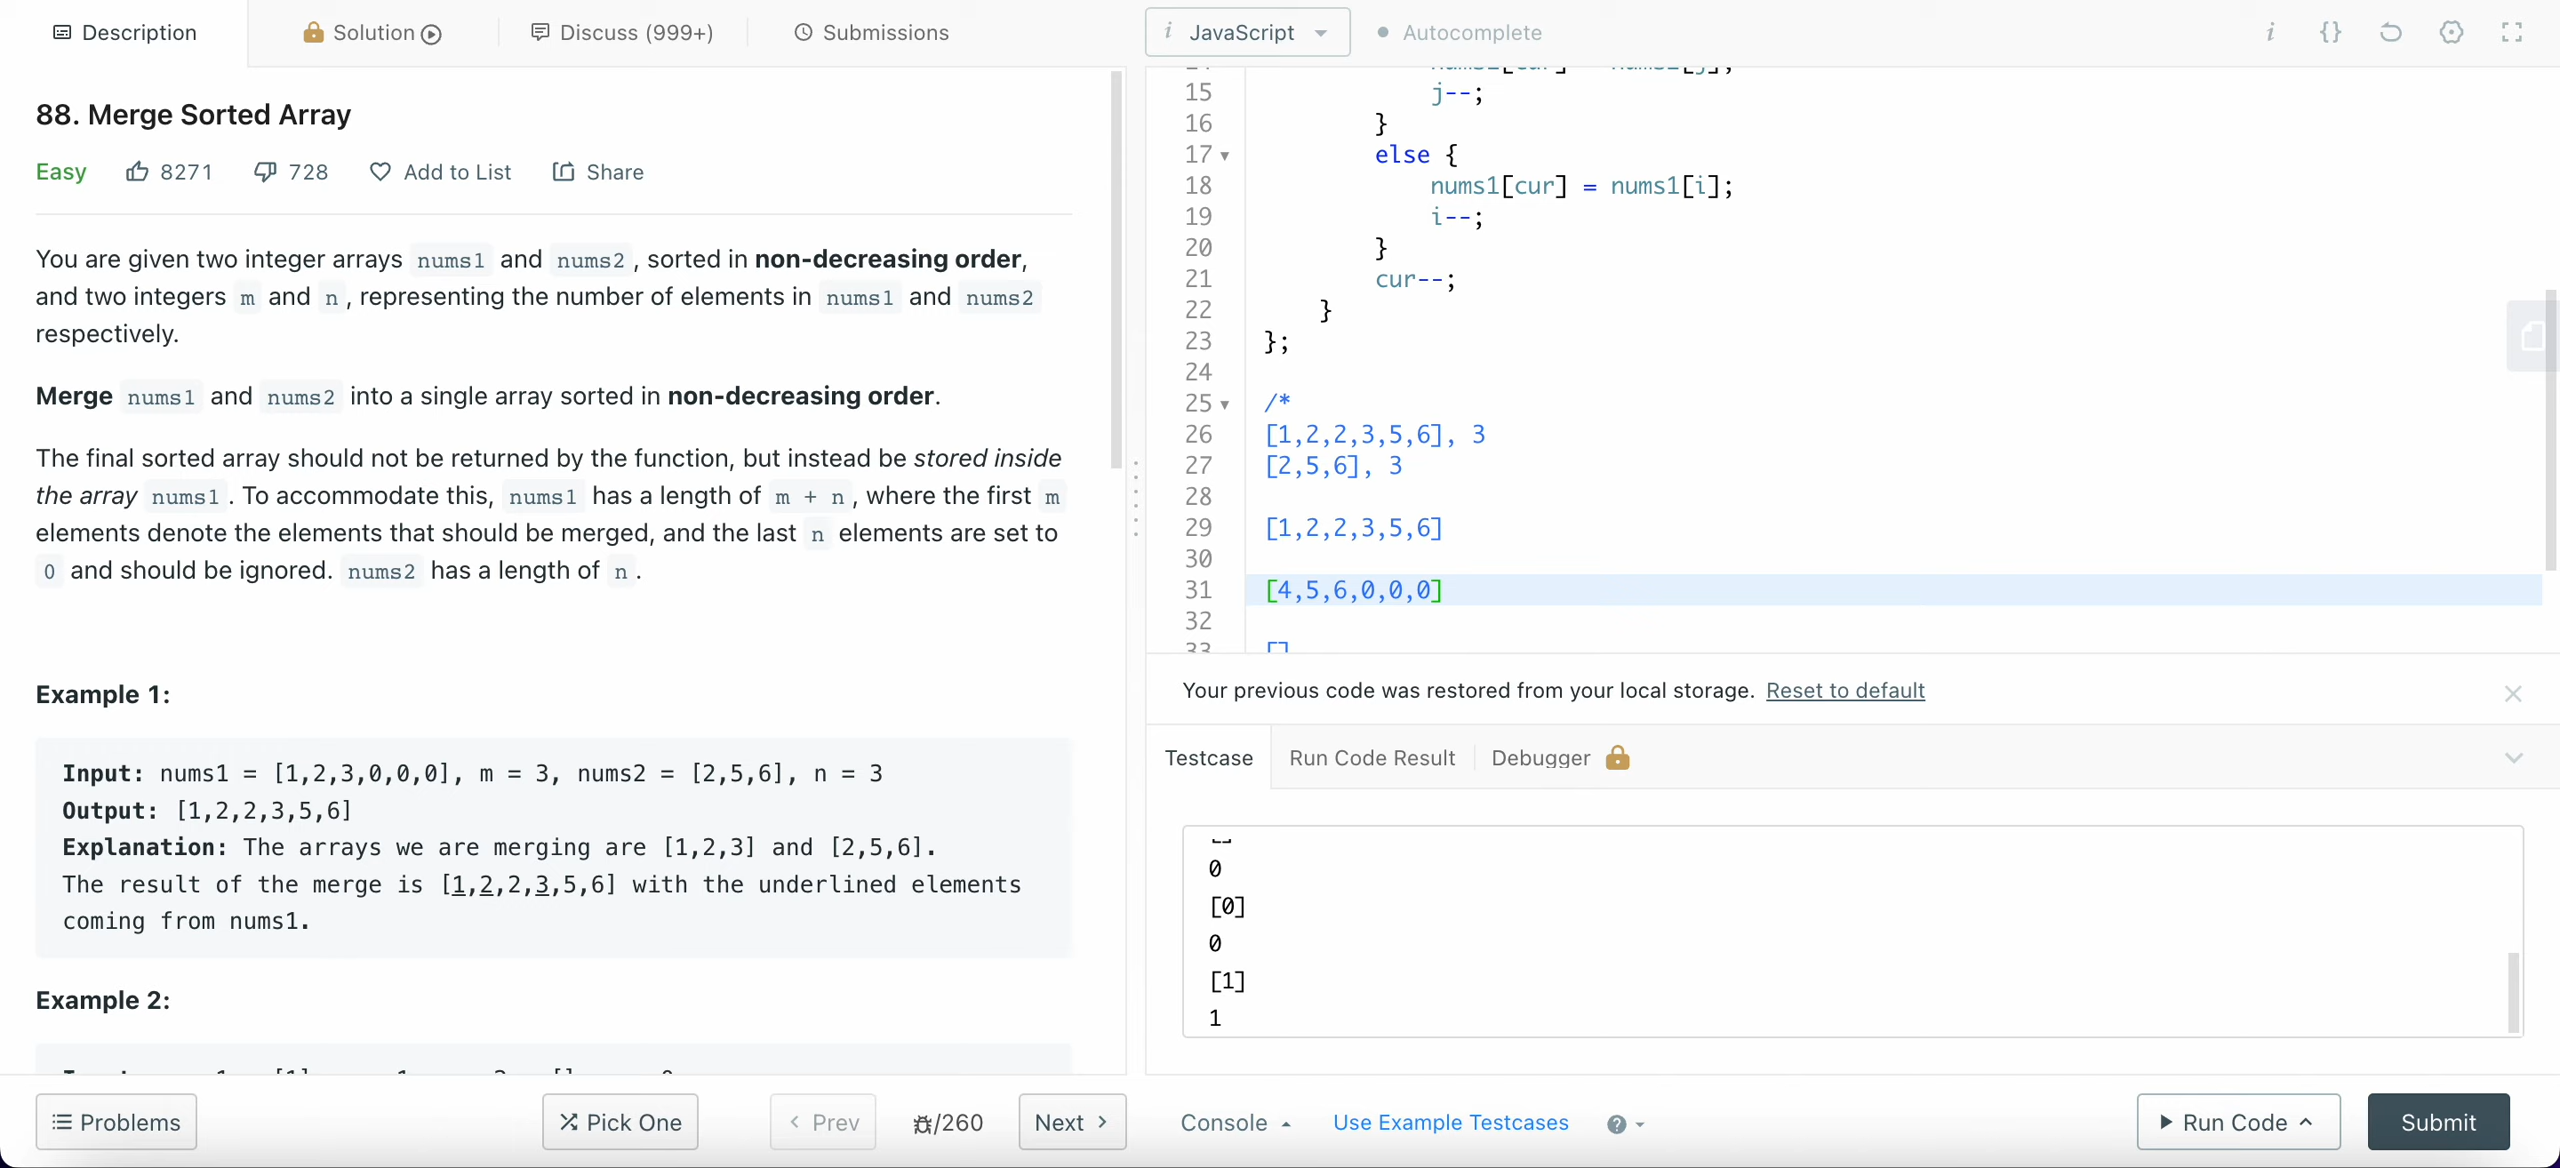 Description
Solution
Discuss (999+)
Submissions
88. Merge Sorted Array
Easy 8271 728 Add to List Share
You are given two integer arrays nums1 and nums2, sorted in non-decreasing order,
and two integers m and n, representing the number of elements in nums1 and nums2
respectively.
Merge nums1 and nums2 into a single array sorted in non-decreasing order.
The final sorted array should not be returned by the function, but instead be stored inside
the array nums1. To accommodate this, nums1 has a length of m + n, where the first m
elements denote the elements that should be merged, and the last n elements are set to
0 and should be ignored. nums2 has a length of n.
Example 1:
Input: nums1 = [1,2,3,0,0,0], m = 3, nums2 = [2,5,6], n = 3
Output: [1,2,2,3,5,6]
Explanation: The arrays we are merging are [1,2,3] and [2,5,6].
The result of the merge is [1,2,2,3,5,6] with the underlined elements
coming from nums1.
Example 2:
Problems
Pick One
Prev
/260
Next
i JavaScript
Autocomplete
i {}
15 j--;
16 }
17 else {
18 nums1[cur] = nums1[i];
19 i--;
20 }
21 cur--;
22 }
23 };
24
25 /*
26 [1,2,2,3,5,6], 3
27 [2,5,6], 3
28
29 [1,2,2,3,5,6]
30
31 [4,5,6,0,0,0]
32
33 []
Your previous code was restored from your local storage. Reset to default
Testcase
Run Code Result
Debugger
0
[0]
0
[1]
1
Console
Use Example Testcases
?
Run Code
Submit